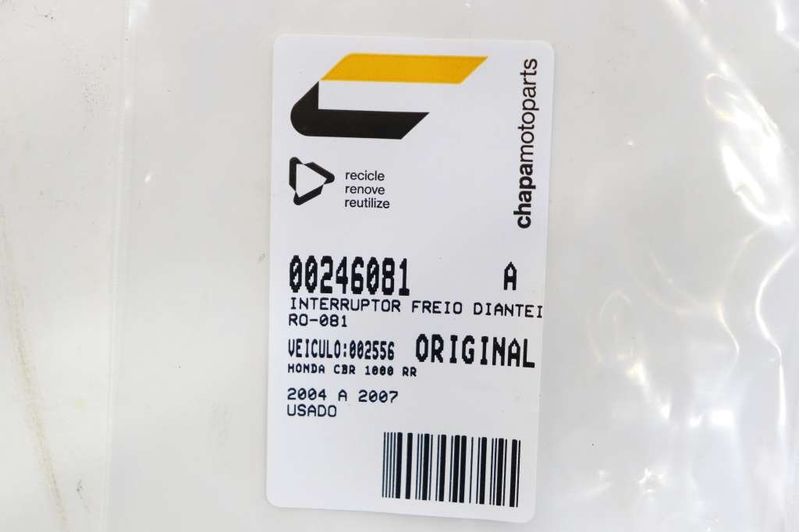 chapamotoparts
recicle
renove
reutilize
00246081 A
INTERRUPTOR FREIO DIANTEI
RO-081
VEICULO:002556 ORIGINAL
HONDA CBR 1000 RR
2004 A 2007
USADO